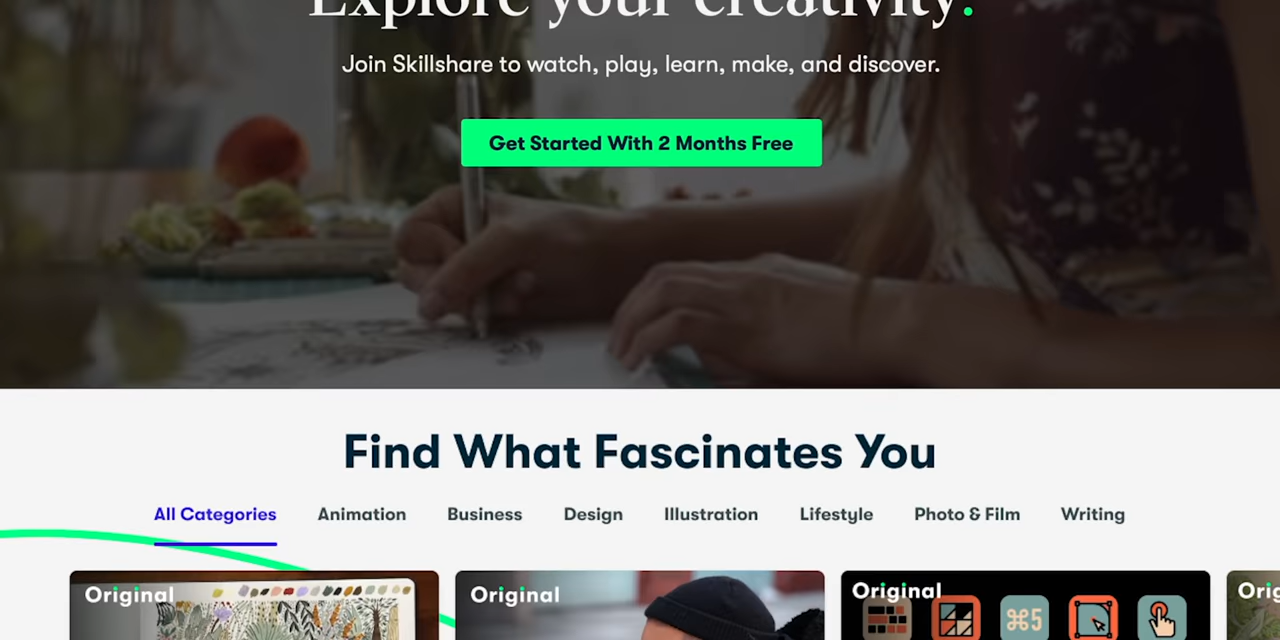 Explore your creativity.
Join Skillshare to watch, play, learn, make, and discover.
Get Started With 2 Months Free
Find What Fascinates You
All Categories Animation Business Design Illustration Lifestyle Photo & Film Writing
Original Original Original Orig
⌘5